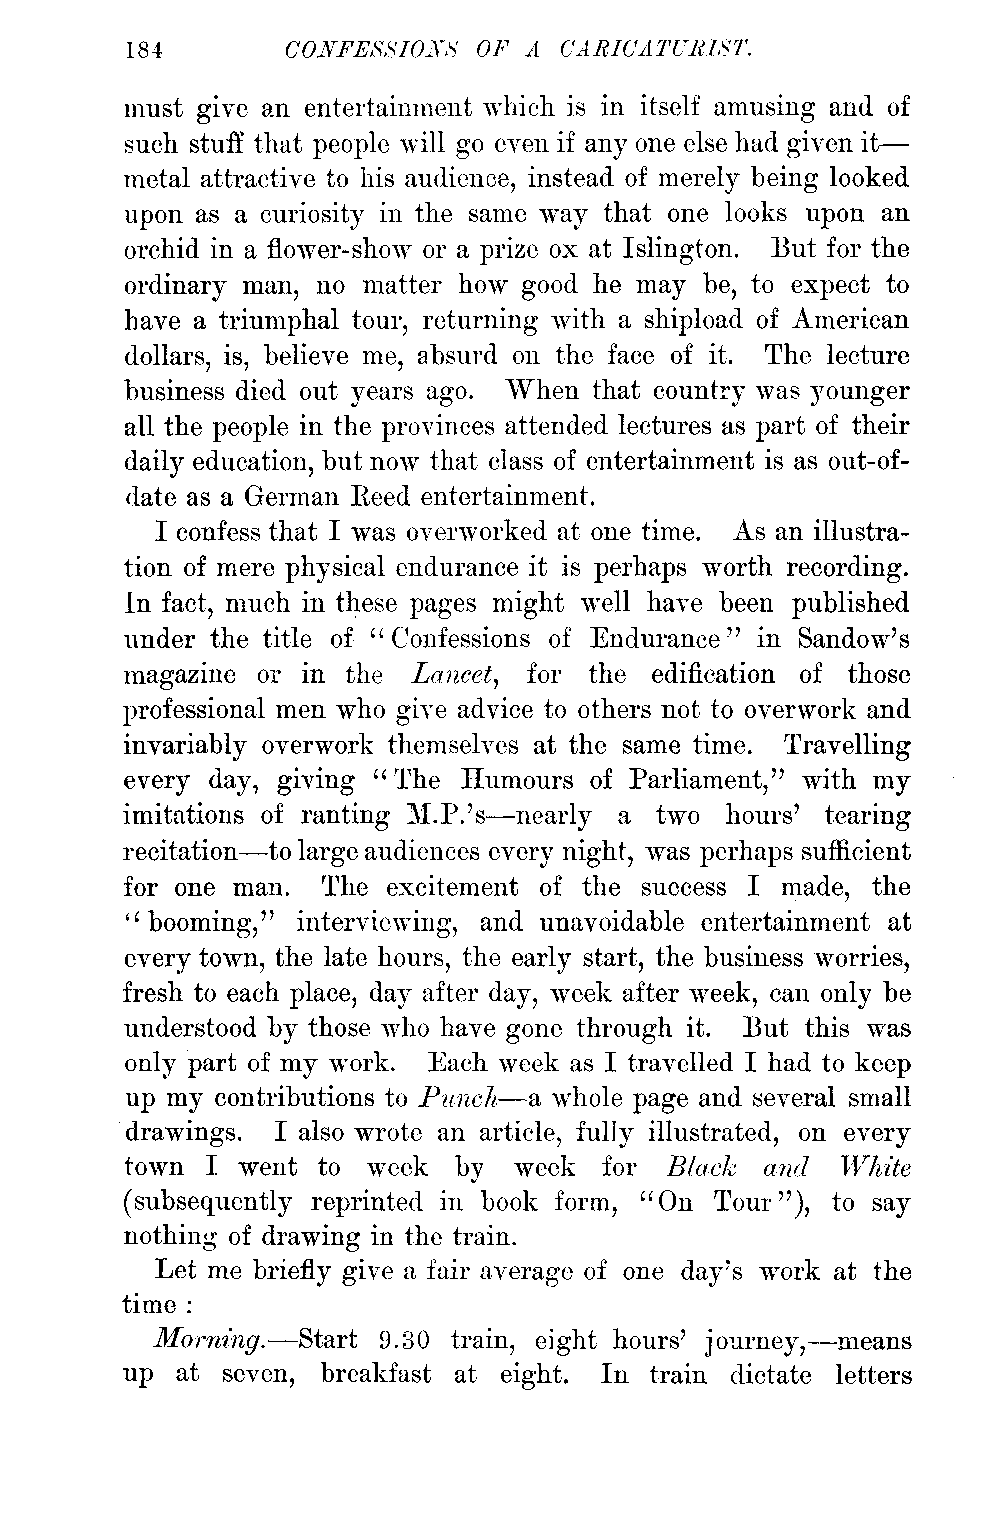 184 CONFESSIONS OF A CARICATURIST.
must give an entertainment which is in itself amusing and of
such stuff that people will go even if any one else had given it—
metal attractive to his audience, instead of merely being looked
upon as a curiosity in the same way that one looks upon an
orchid in a flower-show or a prize ox at Islington. But for the
ordinary man, no matter how good he may be, to expect to
have a triumphal tour, returning with a shipload of American
dollars, is, believe me, absurd on the face of it. The lecture
business died out years ago. When that country was younger
all the people in the provinces attended lectures as part of their
daily education, but now that class of entertainment is as out-of-
date as a German Reed entertainment.
I confess that I was overworked at one time. As an illustra-
tion of mere physical endurance it is perhaps worth recording.
In fact, much in these pages might well have been published
under the title of “Confessions of Endurance” in Sandow’s
magazine or in the Lancet, for the edification of those
professional men who give advice to others not to overwork and
invariably overwork themselves at the same time. Travelling
every day, giving “The Humours of Parliament,” with my
imitations of ranting M.P.’s—nearly a two hours’ tearing
recitation—to large audiences every night, was perhaps sufficient
for one man. The excitement of the success I made, the
“booming,” interviewing, and unavoidable entertainment at
every town, the late hours, the early start, the business worries,
fresh to each place, day after day, week after week, can only be
understood by those who have gone through it. But this was
only part of my work. Each week as I travelled I had to keep
up my contributions to Punch—a whole page and several small
drawings. I also wrote an article, fully illustrated, on every
town I went to week by week for Black and White
(subsequently reprinted in book form, “On Tour”), to say
nothing of drawing in the train.
Let me briefly give a fair average of one day’s work at the
time :
Morning.—Start 9.30 train, eight hours’ journey,—means
up at seven, breakfast at eight. In train dictate letters